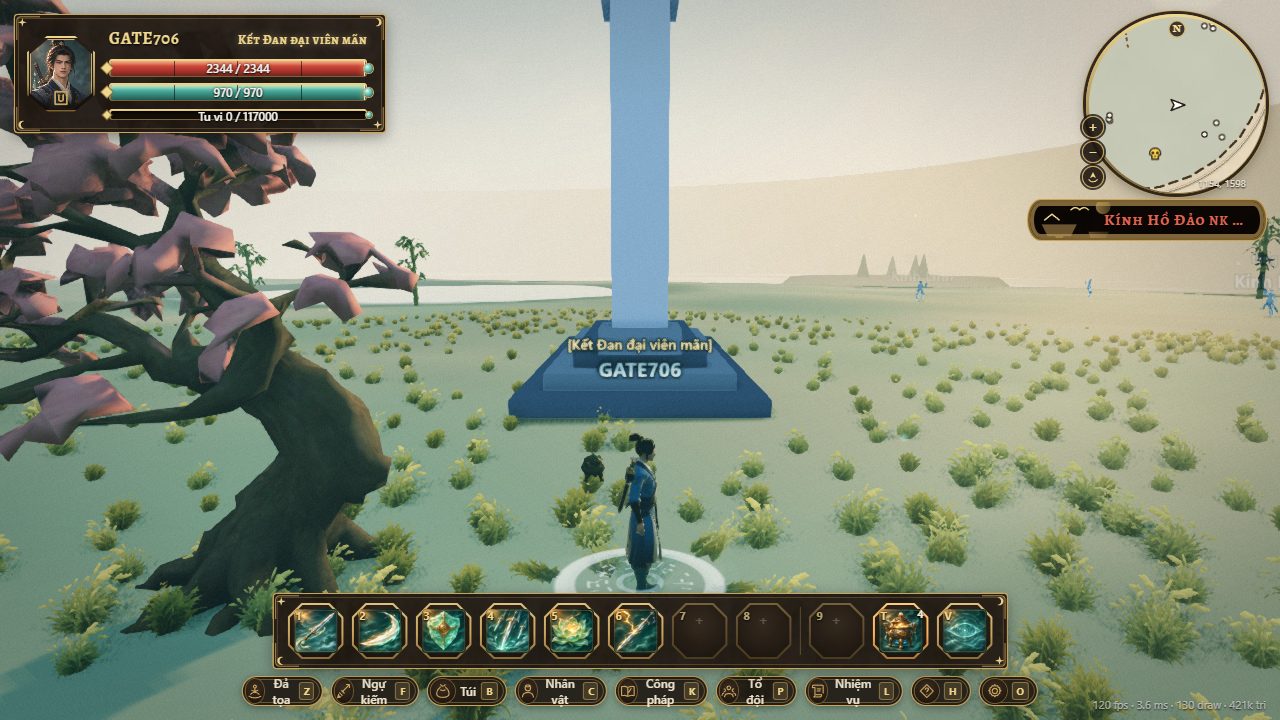 GATE706
Kết Đan đại viên mãn
2344 / 2344
970 / 970
U
Tu vi 0 / 117000
N
+
−
1598
Kính Hồ Đảo NK ...
[Kết Đan đại viên mãn]
GATE706
1
2
3
4
5
6
7
8
9
4
V
Đả tọa Z
Ngự kiếm F
Túi B
Nhân vật C
Công pháp K
Tổ đội P
Nhiệm vụ L
H
O
120 fps · 3.6 ms · 130 draw · 421k tri